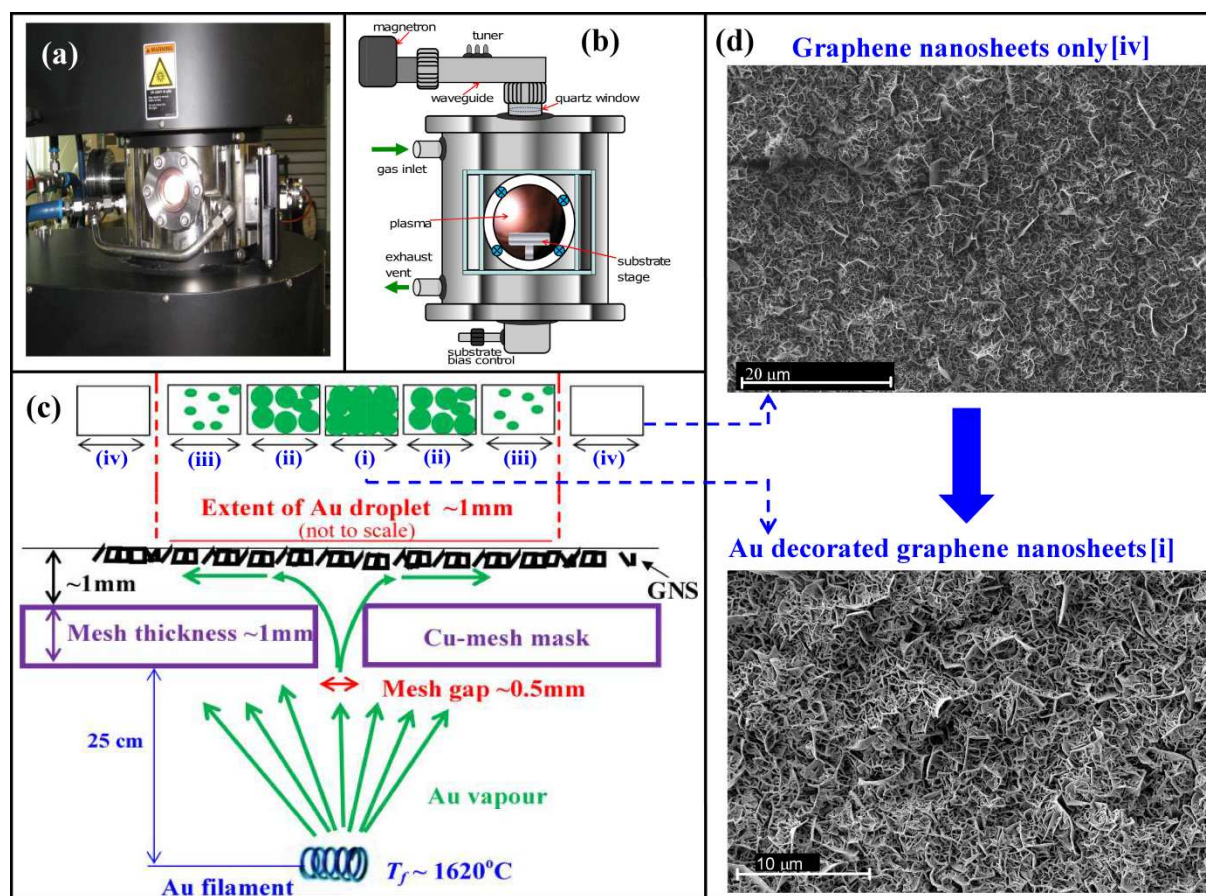 (a)
WARNING
(b)
magnetron
tuner
waveguide
quartz window
gas inlet
plasma
exhaust
vent
substrate
stage
substrate
bias control
(c)
(iv)
(iii)
(ii)
(i)
(ii)
(iii)
(iv)
Extent of Au droplet ~1mm
(not to scale)
~1mm
GNS
Mesh thickness ~1mm
Cu-mesh mask
Mesh gap ~0.5mm
25 cm
Au vapour
Au filament
Tf ~ 1620°C
(d)
Graphene nanosheets only[iv]
20 µm
Au decorated graphene nanosheets[i]
10 µm